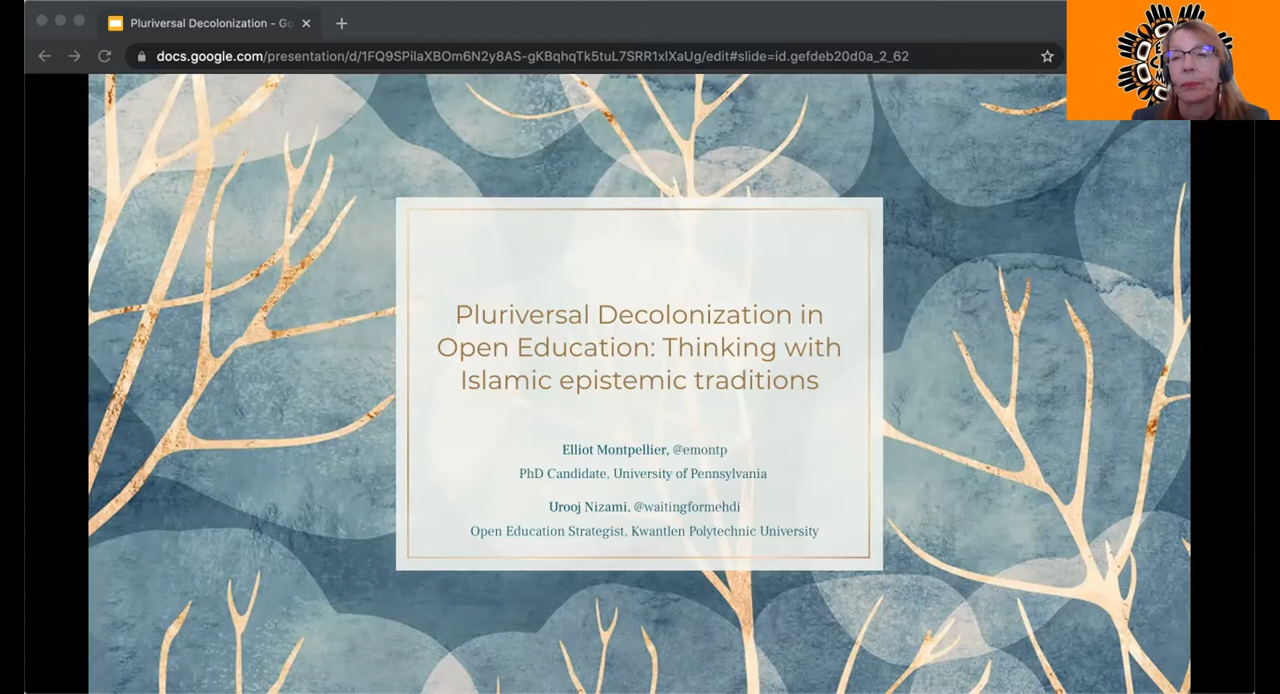 Pluriversal Decolonization - Go
docs.google.com/presentation/d/1FQ9SPilaXBOm6N2y8AS-gKBqhqTk5tuL7SRR1xlXaUg/edit#slide=id.gefdeb20d0a_2_62
Pluriversal Decolonization in
Open Education: Thinking with
Islamic epistemic traditions
Elliot Montpellier, @emontp
PhD Candidate, University of Pennsylvania
Urooj Nizami, @waitingformehdi
Open Education Strategist, Kwantlen Polytechnic University